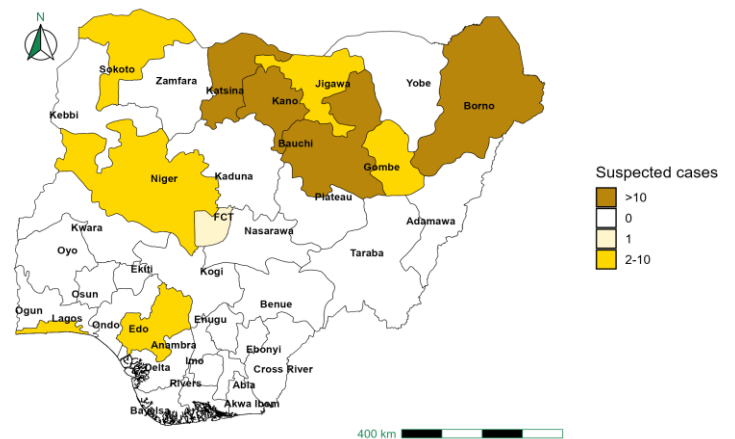 N
Sokoto
Zamfara
Katsina
Jigawa
Yobe
Kano
Borno
Kebbi
Bauchi
Gombe
Niger
Kaduna
Plateau
Adamawa
FCT
Kwara
Nasarawa
Oyo
Taraba
Ekiti
Kogi
Osun
Benue
Ogun
Lagos
Ondo
Edo
Enugu
Anambra
Ebonyi
Delta
Imo
Cross River
Rivers
Abia
Bayelsa
Akwa Ibom
Suspected cases
>10
0
1
2-10
400 km